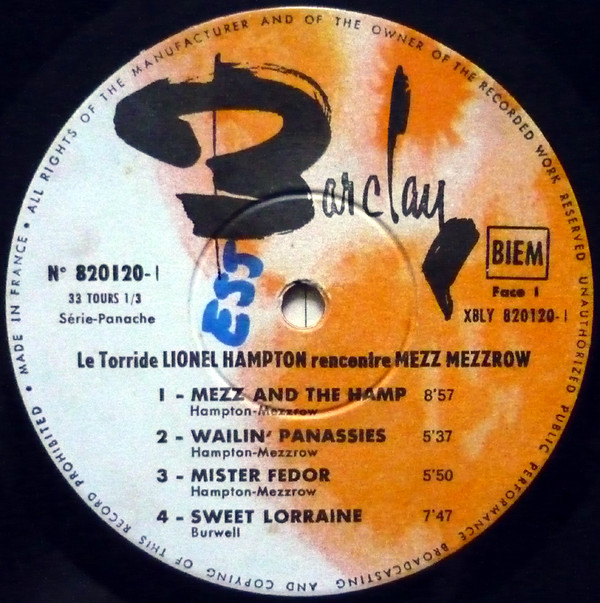 • MADE IN FRANCE • ALL RIGHTS OF THE MANUFACTURER AND OF THE OWNER OF THE RECORDED WORK RESERVED UNAUTHORIZED PUBLIC PERFORMANCE BROADCASTING AND COPYING OF THIS RECORD PROHIBITED
Barclay
BIEM
N° 820120-1
Face 1
33 TOURS 1/3
XBLY 820120-1
Série-Panache
ESS
Le Torride LIONEL HAMPTON rencontre MEZZ MEZZROW
1 - MEZZ AND THE HAMP 8'57
Hampton-Mezzrow
2 - WAILIN' PANASSIES 5'37
Hampton-Mezzrow
3 - MISTER FEDOR 5'50
Hampton-Mezzrow
4 - SWEET LORRAINE 7'47
Burwell